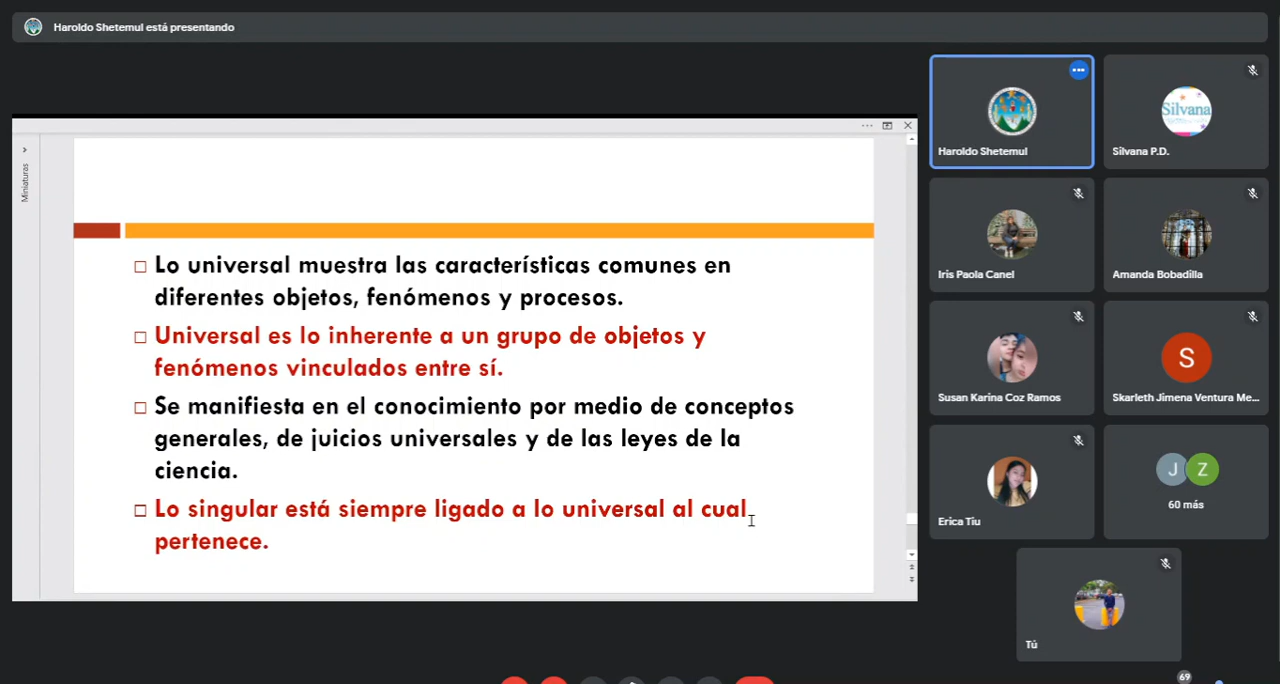 Haroldo Shetemul está presentando
Miniaturas
Lo universal muestra las características comunes en
diferentes objetos, fenómenos y procesos.
Universal es lo inherente a un grupo de objetos y
fenómenos vinculados entre sí.
Se manifiesta en el conocimiento por medio de conceptos
generales, de juicios universales y de las leyes de la
ciencia.
Lo singular está siempre ligado a lo universal al cual
pertenece.
Haroldo Shetemul
Silvana
Silvana P.D.
Iris Paola Canel
Amanda Bobadilla
Susan Karina Coz Ramos
S
Skarleth Jimena Ventura Me...
Erica Tiu
J Z
60 más
Tú
69